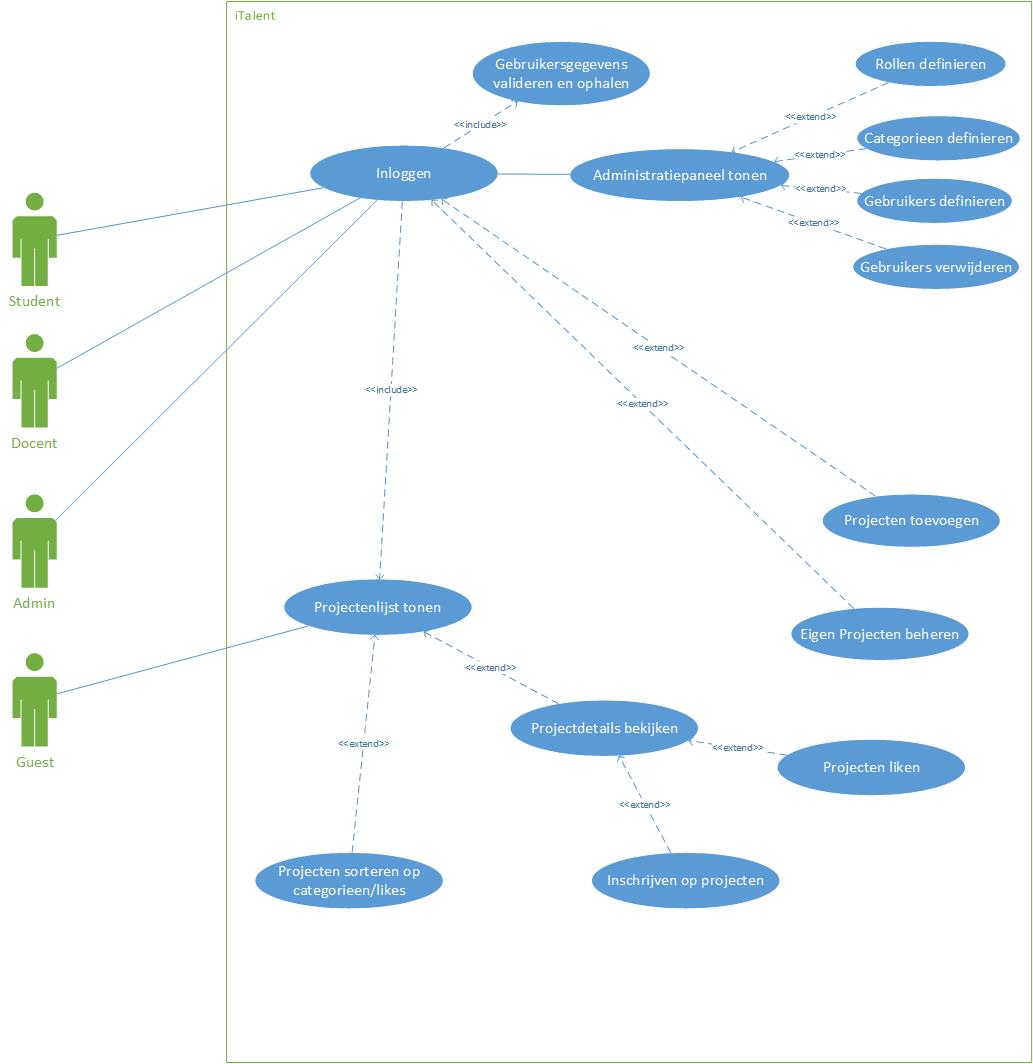 iTalent
Gebruikersgegevens
valideren en ophalen
Rollen definieren
<<include>>
<<extend>>
Categorieen definieren
<<extend>>
Inloggen
Administratiepaneel tonen
<<extend>>
Gebruikers definieren
<<extend>>
Gebruikers verwijderen
Student
<<extend>>
<<include>>
<<extend>>
Docent
Projecten toevoegen
Admin
Projectenlijst tonen
Eigen Projecten beheren
<<extend>>
Guest
Projectdetails bekijken
<<extend>>
<<extend>>
Projecten liken
<<extend>>
Projecten sorteren op
categorieen/likes
Inschrijven op projecten